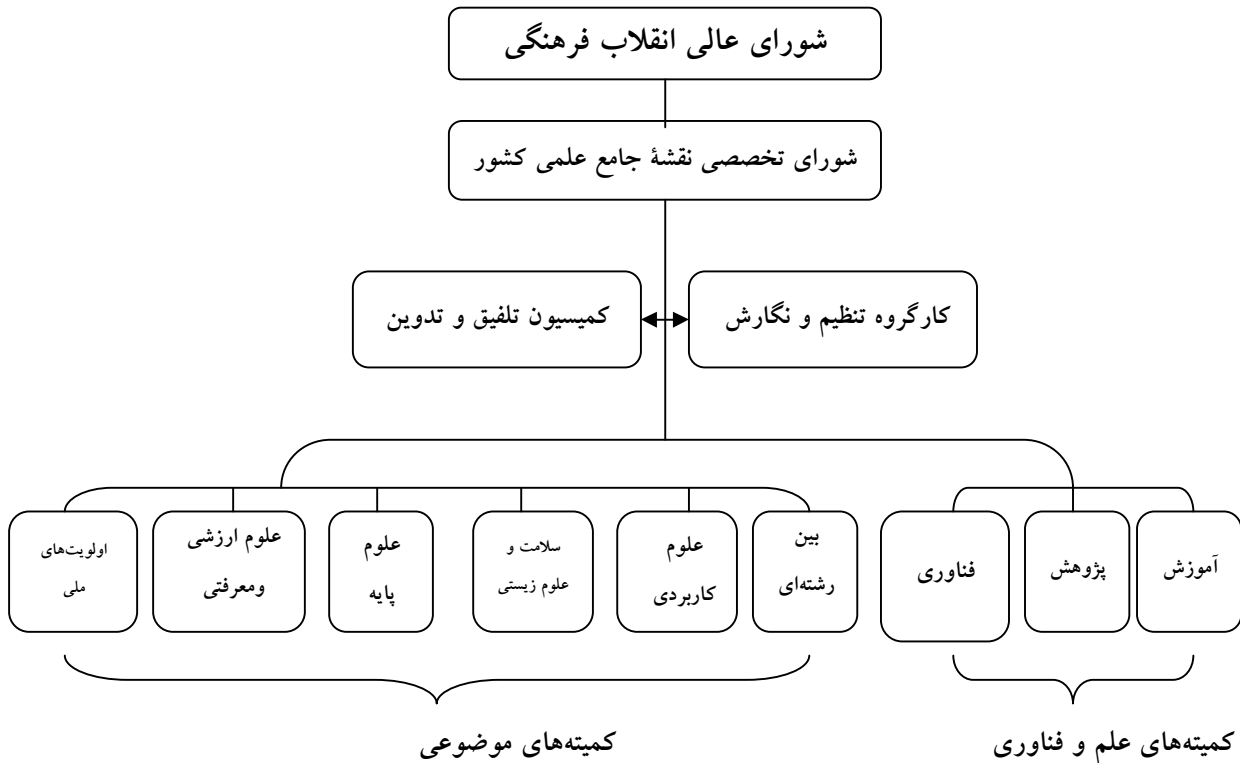 شورای عالی انقلاب فرهنگی
شورای تخصصی نقشهٔ جامع علمی کشور
کارگروه تنظیم و نگارش
کمیسیون تلفیق و تدوین
آموزش
پژوهش
فناوری
بین
رشته‌ای
علوم
کاربردی
سلامت و
علوم زیستی
علوم
پایه
علوم ارزشی
ومعرفتی
اولویت‌های
ملی
کمیته‌های علم و فناوری
کمیته‌های موضوعی